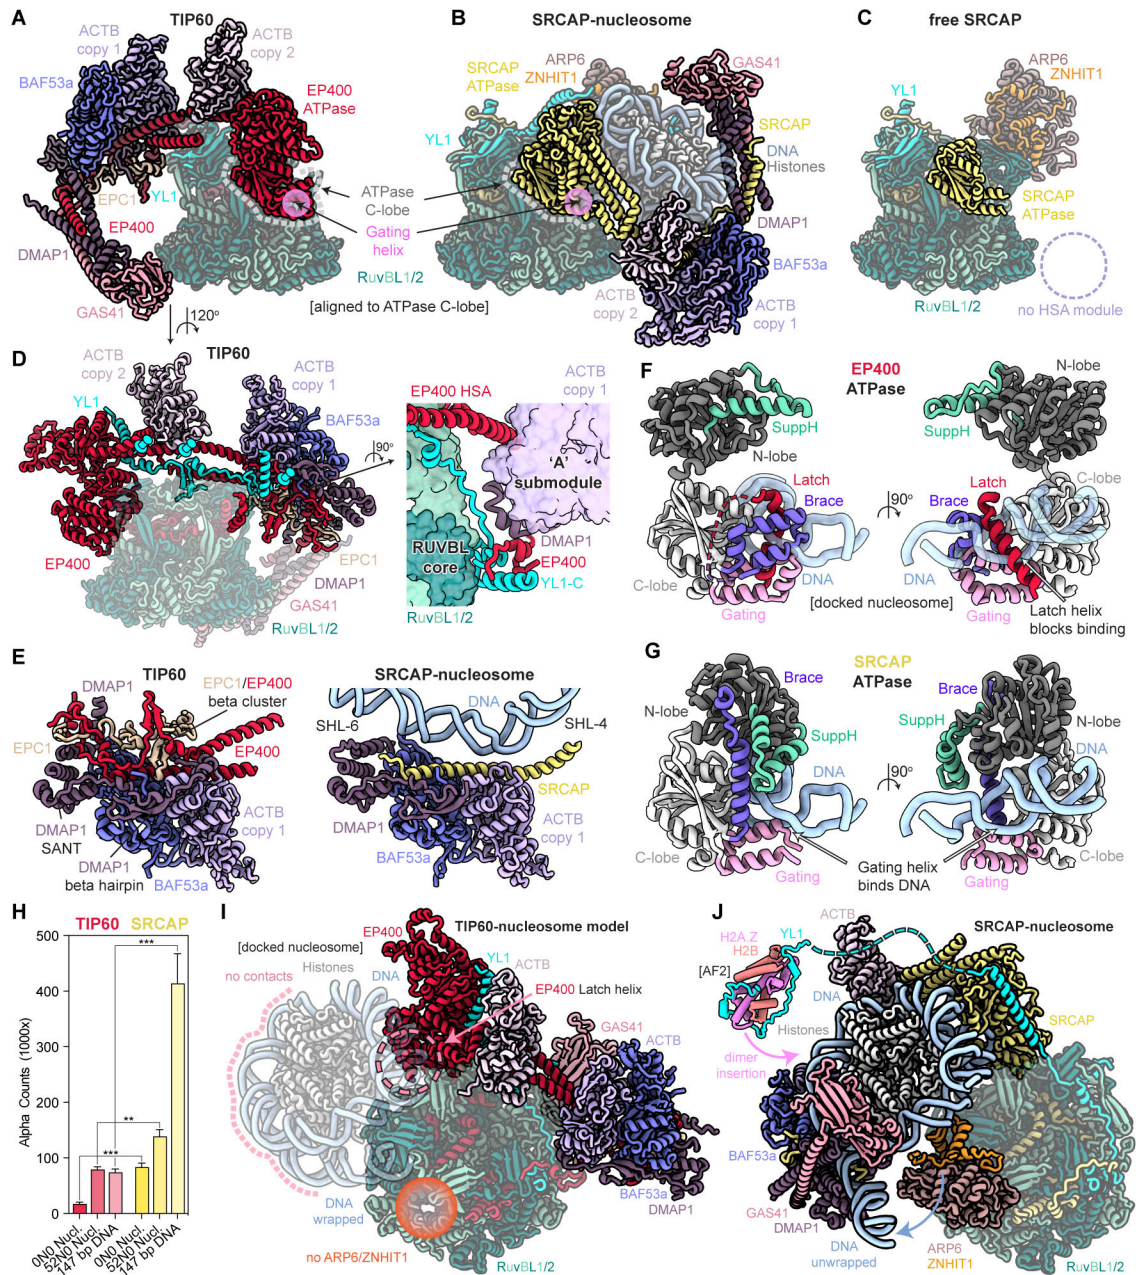 A
TIP60
ACTB
copy 1
ACTB
copy 2
BAF53a
EP400
ATPase
EPC1
YL1
EP400
DMAP1
GAS41
ATPase
C-lobe
Gating
helix
RuvBL1/2
[aligned to ATPase C-lobe]
120°
B
SRCAP-nucleosome
SRCAP
ATPase
ARP6
ZNHIT1
GAS41
YL1
SRCAP
DNA
Histones
DMAP1
BAF53a
ACTB
copy 2
ACTB
copy 1
C
free SRCAP
ARP6
ZNHIT1
YL1
SRCAP
ATPase
RuvBL1/2
no HSA module
D
TIP60
ACTB
copy 2
ACTB
copy 1
YL1
BAF53a
90°
EP400
EPC1
DMAP1
GAS41
RuvBL1/2
ACTB
copy 1
EP400 HSA
‘A’
submodule
DMAP1
RUVBL
core
EP400
YL1-C
RuvBL1/2
E
TIP60
DMAP1
EPC1/EP400
beta cluster
EPC1
EP400
DMAP1
SANT
ACTB
copy 1
DMAP1
beta hairpin
BAF53a
SRCAP-nucleosome
DNA
SHL-6
SHL-4
SRCAP
DMAP1
ACTB
copy 1
BAF53a
F
EP400
ATPase
N-lobe
SuppH
SuppH
N-lobe
Latch
Brace
C-lobe
DNA
Gating
90°
[docked nucleosome]
Latch
Brace
C-lobe
DNA
Gating
Latch helix
blocks binding
G
SRCAP
ATPase
Brace
N-lobe
SuppH
DNA
C-lobe
Gating
90°
Brace
SuppH
N-lobe
DNA
C-lobe
Gating
Gating helix
binds DNA
H
TIP60 SRCAP
Alpha Counts (1000x)
500
400
300
200
100
0
***
**
***
0N0 Nucl.
52N0 Nucl.
147 bp DNA
0N0 Nucl.
52N0 Nucl.
147 bp DNA
I
TIP60-nucleosome model
EP400
[docked nucleosome]
Histones
DNA
no contacts
YL1
ACTB
EP400 Latch helix
GAS41
ACTB
BAF53a
DMAP1
DNA
wrapped
no ARP6/ZNHIT1
RuvBL1/2
J
SRCAP-nucleosome
ACTB
H2A.Z
H2B
YL1
[AF2]
DNA
Histones
SRCAP
dimer
insertion
BAF53a
GAS41
DMAP1
DNA
unwrapped
ARP6
ZNHIT1
RuvBL1/2